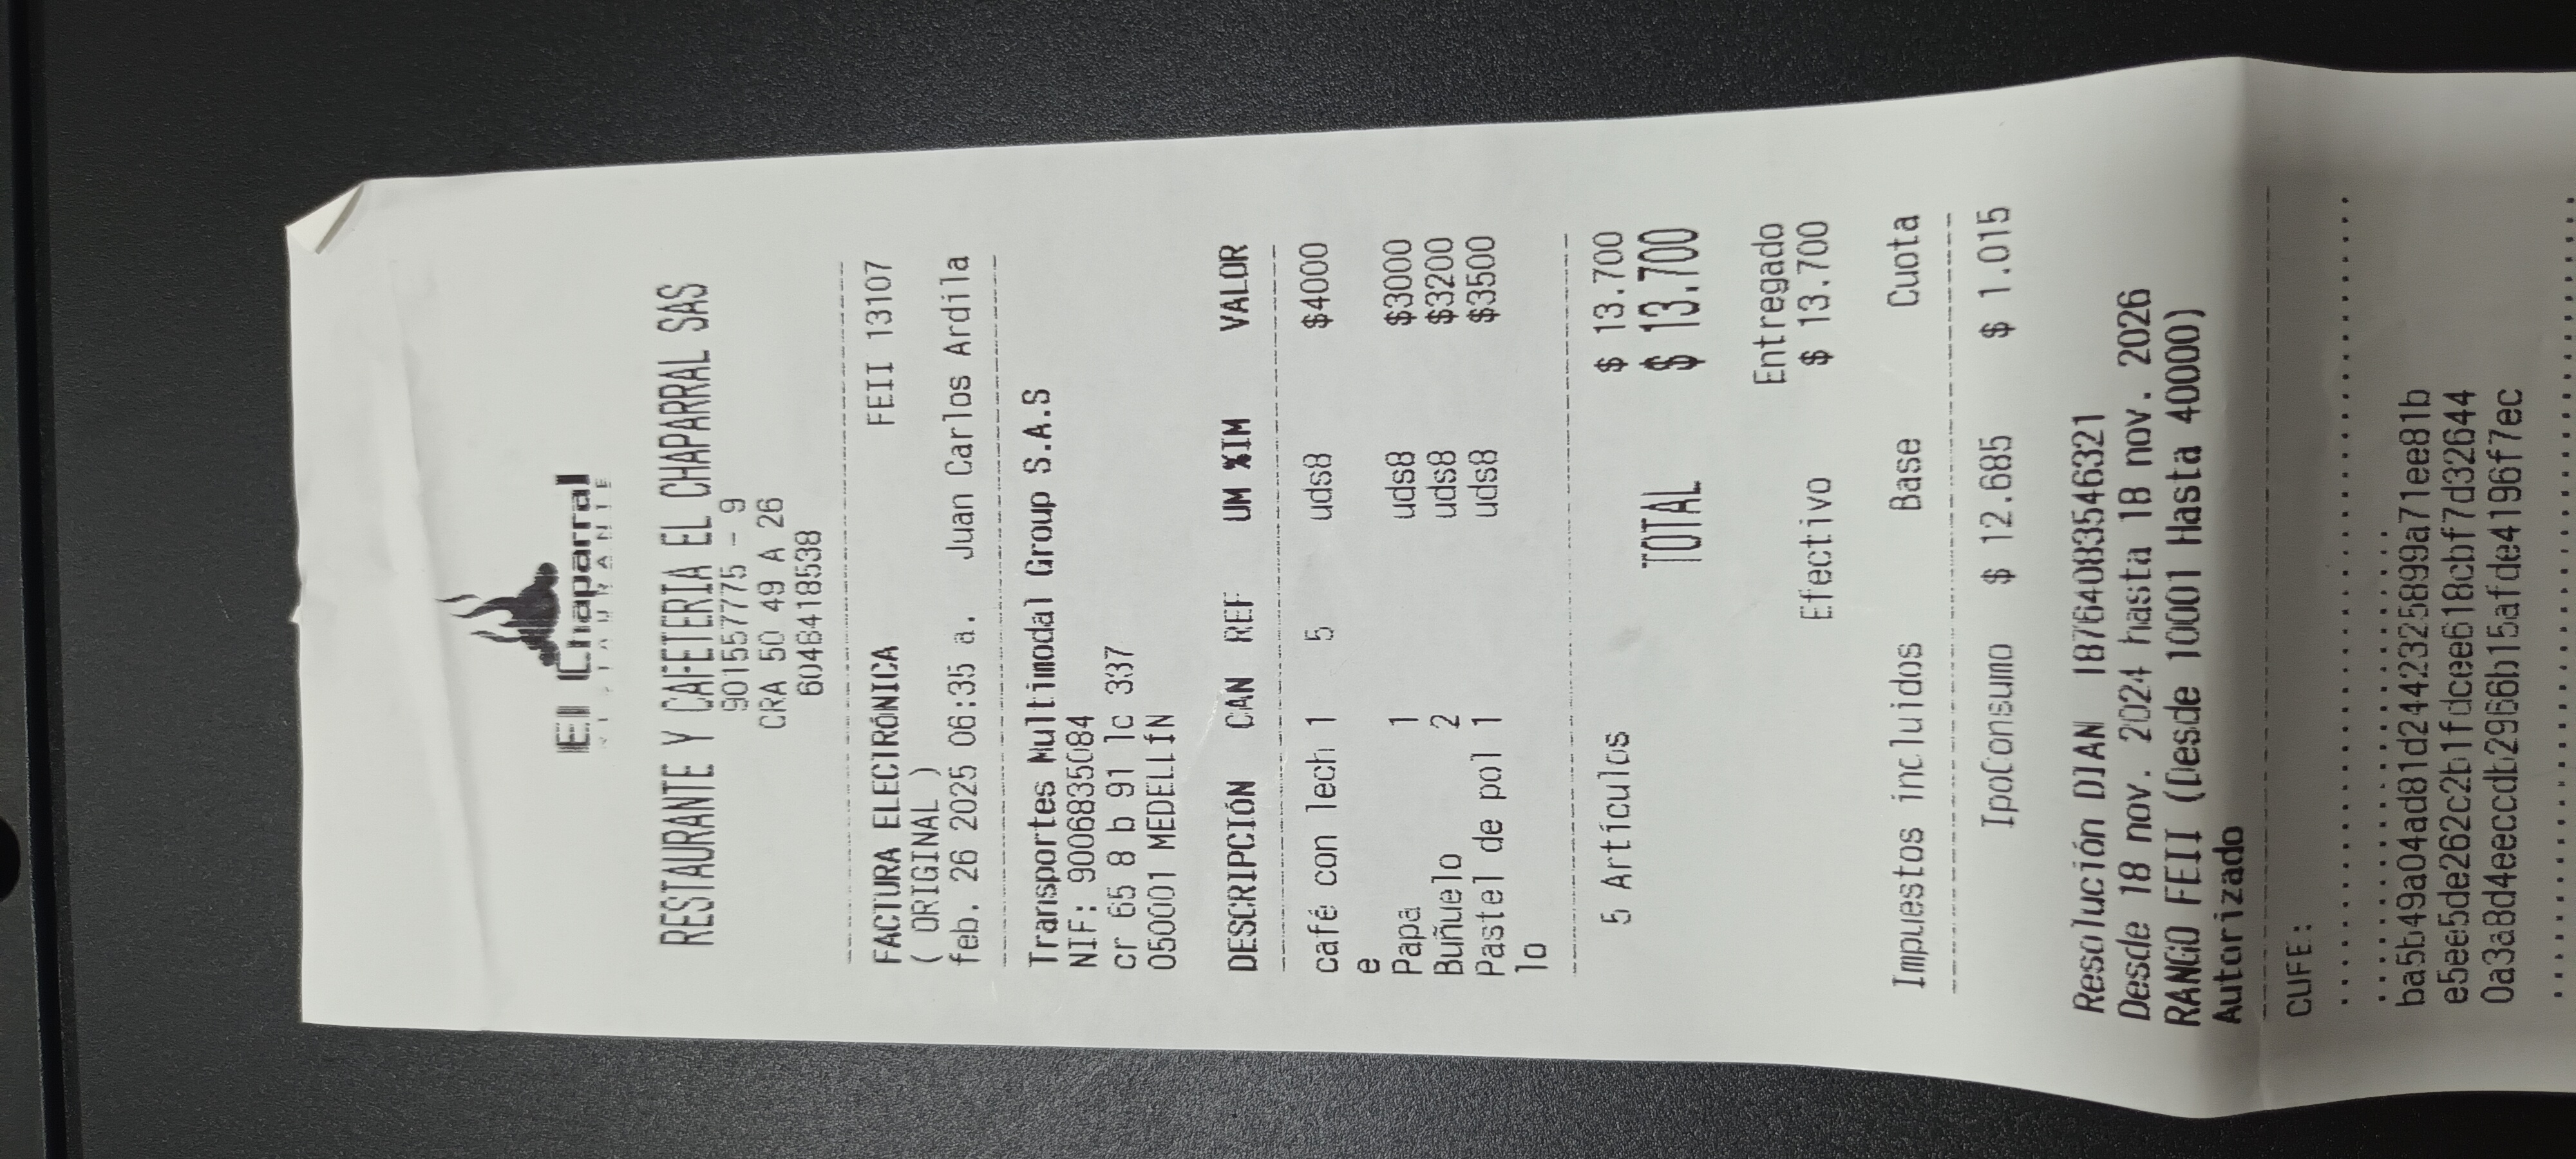 El Chaparral
RESTAURANTE
RESTAURANTE Y CAFETERIA EL CHAPARRAL SAS
901557775 - 9
CRA 50 49 A 26
6046418538
FACTURA ELECTRÓNICA FEII 13107
( ORIGINAL )
feb. 26 2025 06:35 a. Juan Carlos Ardila
Transportes Multimodal Group S.A.S
NIF: 9006835084
cr 65 8 b 91 lc 337
050001 MEDELLÍN
DESCRIPCIÓN CAN REF UM %IM VALOR
café con lech 1 5 uds8 $4000
e
Papa 1 uds8 $3000
Buñuelo 2 uds8 $3200
Pastel de pol 1 uds8 $3500
lo
5 Artículos $ 13.700
TOTAL $ 13.700
Entregado
Efectivo $ 13.700
Impuestos incluidos Base Cuota
IpoConsumo $ 12.685 $ 1.015
Resolución DIAN 18764083546321
Desde 18 nov. 2024 hasta 18 nov. 2026
RANGO FEII (Desde 10001 Hasta 40000)
Autorizado
CUFE:
ba5b49a04ad81d2442325899a71ee81b
e5ee5de262c2b1fdcee618cbf7d32644
0a3a8d4eeccdb2966b15afde4196f7ec